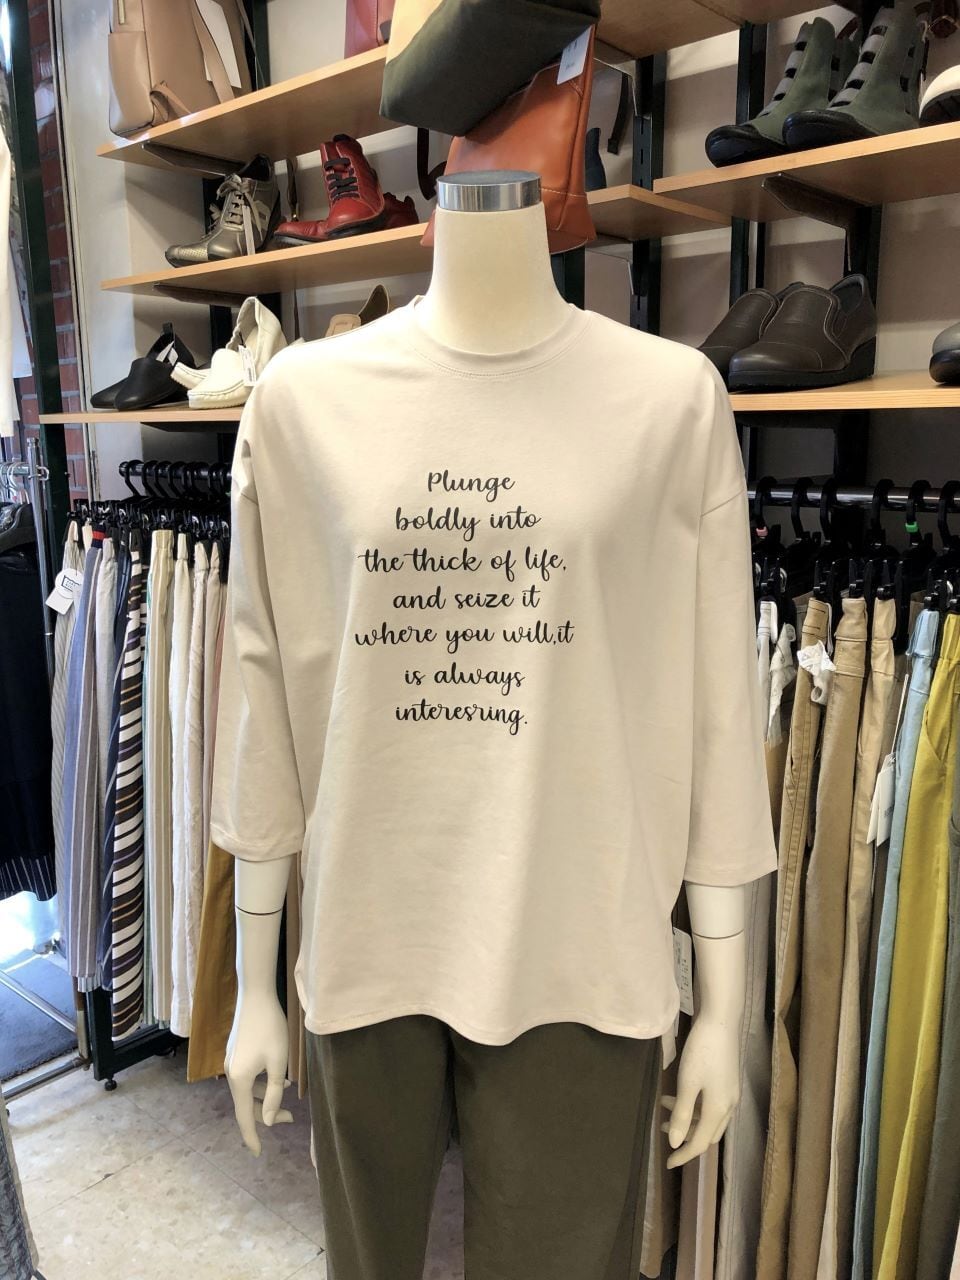 Plunge
boldly into
the thick of life,
and seize it
where you will,it
is always
interesring.